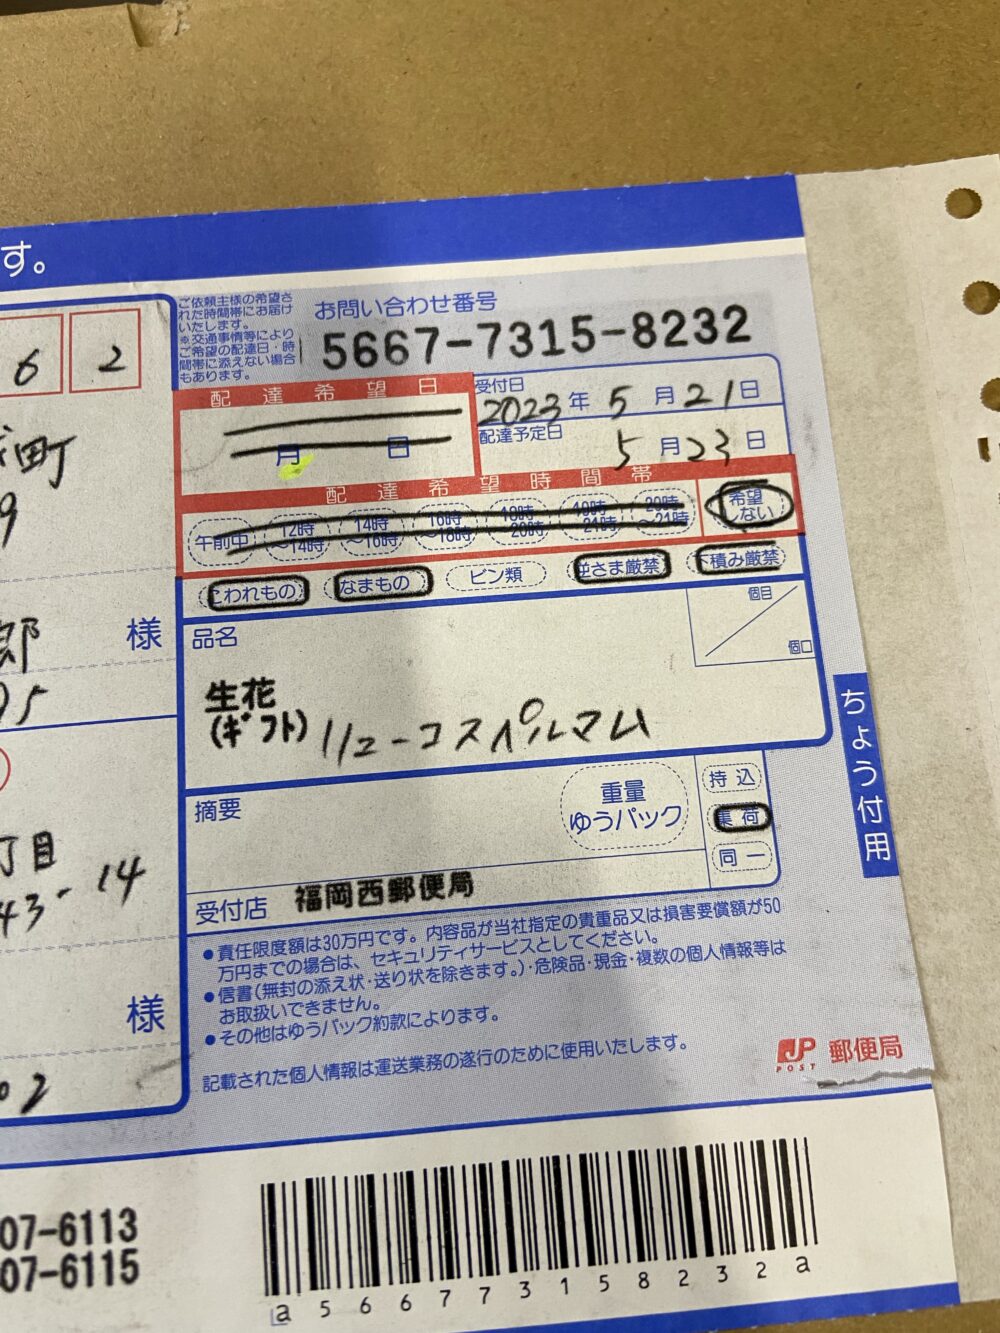 す。
6 2
町
9
郎 様
丁目
43-14
様
02
07-6113
07-6115
ご依頼主様の希望さ
れた時間帯にお届け
いたします。
※交通事情等により
ご希望の配達日・時
間帯に添えない場合
もあります。
お問い合わせ番号
5667-7315-8232
配達希望日
月 日
受付日
2023年 5月21日
配達予定日
5月23日
配達希望時間帯
午前中 12時～14時 14時～16時 16時～18時 18時～20時 19時～21時 20時～21時 希望しない
こわれもの なまもの ビン類 逆さま厳禁 下積み厳禁
品名
個目
個口
生花
(ギフト)
リューコスペルマム
摘要
重量
ゆうパック
持込
集荷
同一
受付店 福岡西郵便局
●責任限度額は30万円です。内容品が当社指定の貴重品又は損害要償額が50
万円までの場合は、セキュリティサービスとしてください。
●信書(無封の添え状・送り状を除きます。)・危険品・現金・複数の個人情報等は
お取扱いできません。
●その他はゆうパック約款によります。
記載された個人情報は運送業務の遂行のために使用いたします。
JP POST 郵便局
ちょう付用
a566773158232a